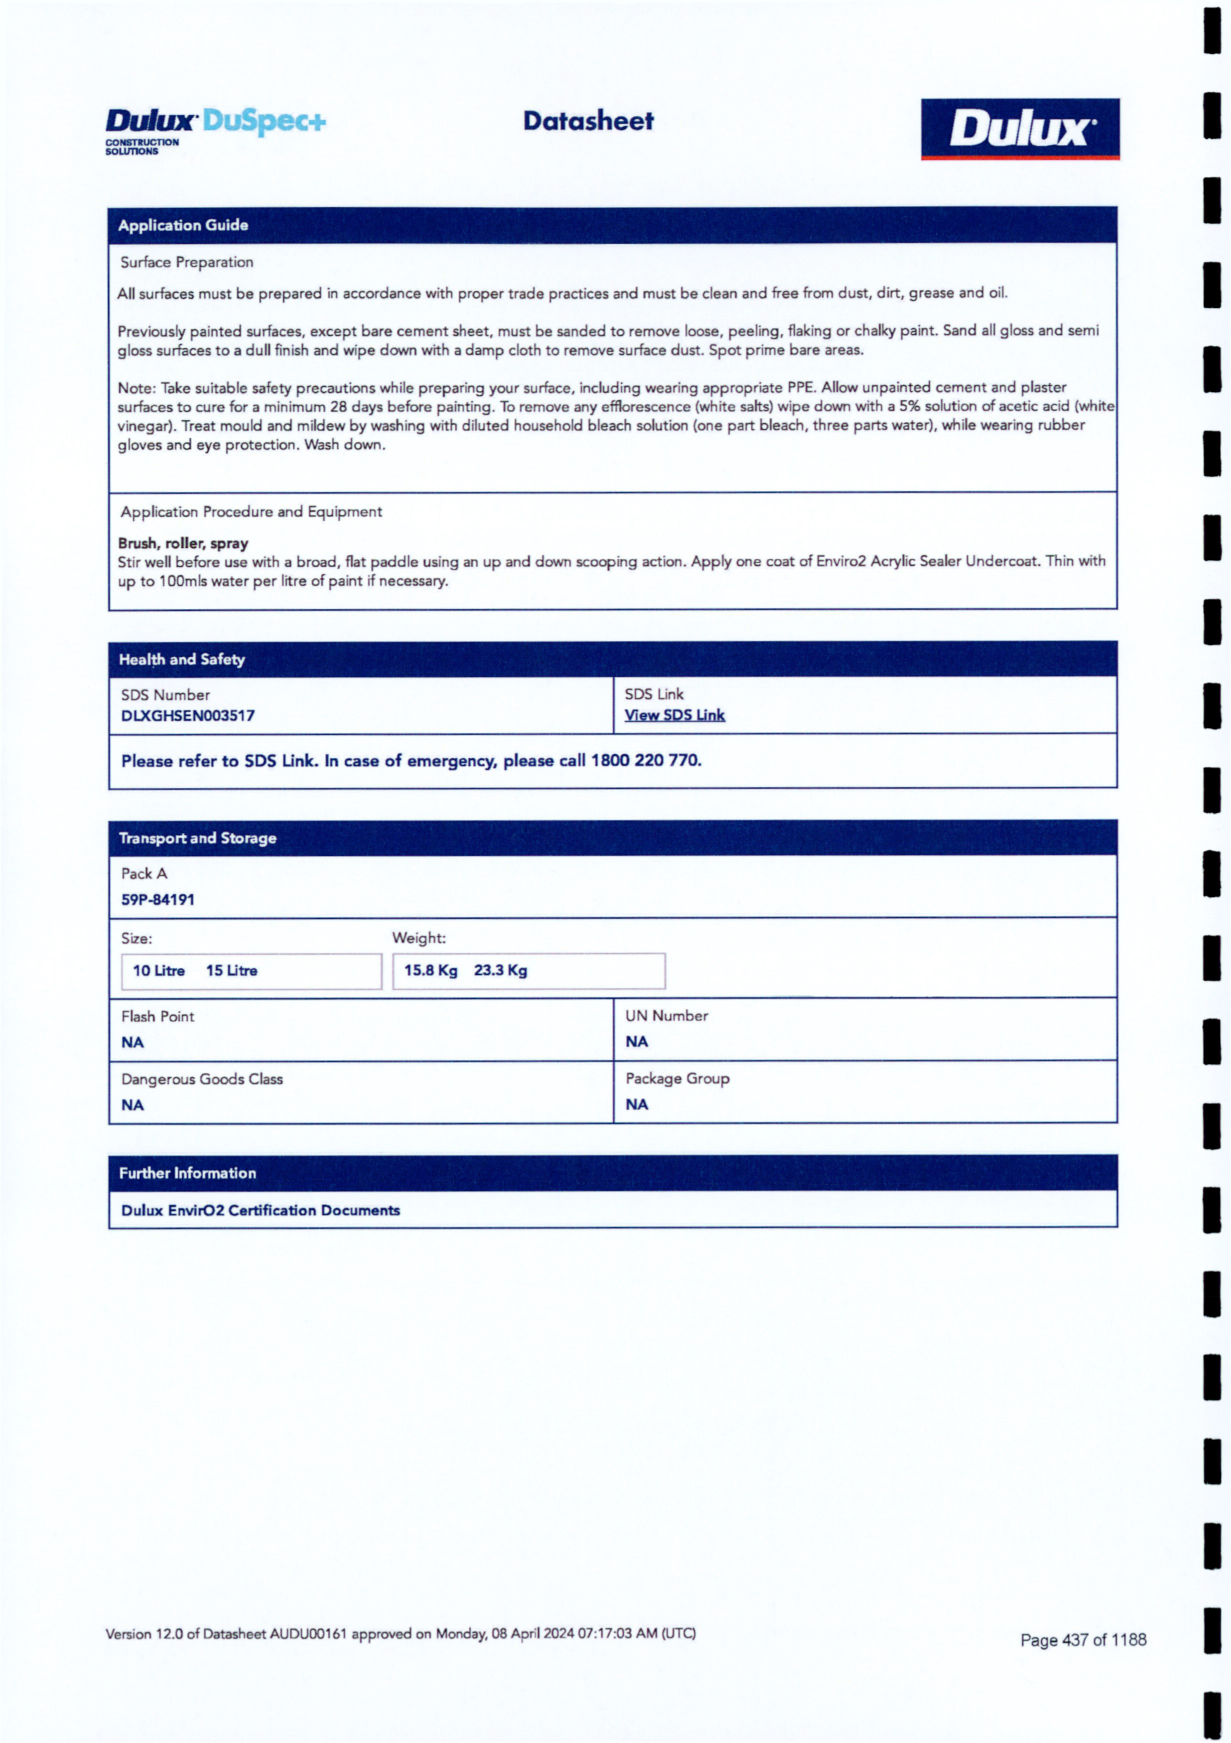 Dulux DuSpec+
CONSTRUCTION
SOLUTIONS
Datasheet
Dulux
Application Guide
Surface Preparation
All surfaces must be prepared in accordance with proper trade practices and must be clean and free from dust, dirt, grease and oil.
Previously painted surfaces, except bare cement sheet, must be sanded to remove loose, peeling, flaking or chalky paint. Sand all gloss and semi
gloss surfaces to a dull finish and wipe down with a damp cloth to remove surface dust. Spot prime bare areas.
Note: Take suitable safety precautions while preparing your surface, including wearing appropriate PPE. Allow unpainted cement and plaster
surfaces to cure for a minimum 28 days before painting. To remove any efflorescence (white salts) wipe down with a 5% solution of acetic acid (white
vinegar). Treat mould and mildew by washing with diluted household bleach solution (one part bleach, three parts water), while wearing rubber
gloves and eye protection. Wash down.
Application Procedure and Equipment
Brush, roller, spray
Stir well before use with a broad, flat paddle using an up and down scooping action. Apply one coat of Enviro2 Acrylic Sealer Undercoat. Thin with
up to 100mls water per litre of paint if necessary.
Health and Safety
SDS Number
DLXGHSEN003517
SDS Link
View SDS Link
Please refer to SDS Link. In case of emergency, please call 1800 220 770.
Transport and Storage
Pack A
59P-84191
Size:
10 Litre 15 Litre
Weight:
15.8 Kg 23.3 Kg
Flash Point
NA
UN Number
NA
Dangerous Goods Class
NA
Package Group
NA
Further Information
Dulux EnvirO2 Certification Documents
Version 12.0 of Datasheet AUDU00161 approved on Monday, 08 April 2024 07:17:03 AM (UTC)
Page 437 of 1188